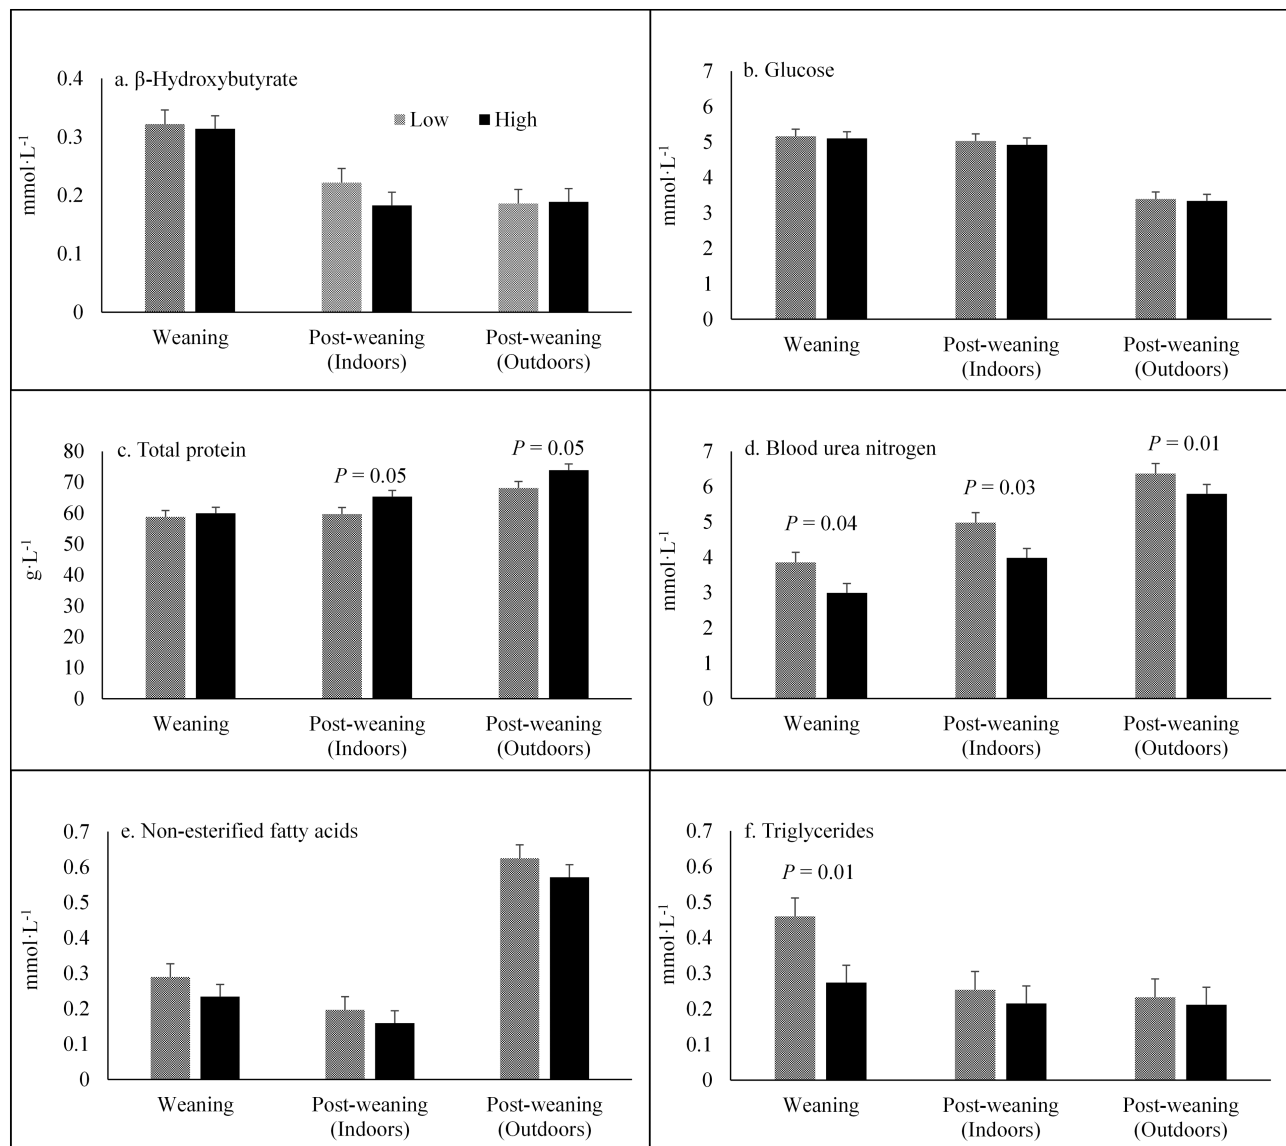 a. β-Hydroxybutyrate
Low High
mmol·L-1
0.4
0.3
0.2
0.1
0
Weaning
Post-weaning
(Indoors)
Post-weaning
(Outdoors)
b. Glucose
mmol·L-1
7
6
5
4
3
2
1
0
Weaning
Post-weaning
(Indoors)
Post-weaning
(Outdoors)
c. Total protein
P = 0.05
P = 0.05
g·L-1
80
70
60
50
40
30
20
10
0
Weaning
Post-weaning
(Indoors)
Post-weaning
(Outdoors)
d. Blood urea nitrogen
P = 0.04
P = 0.03
P = 0.01
mmol·L-1
7
6
5
4
3
2
1
0
Weaning
Post-weaning
(Indoors)
Post-weaning
(Outdoors)
e. Non-esterified fatty acids
mmol·L-1
0.7
0.6
0.5
0.4
0.3
0.2
0.1
0
Weaning
Post-weaning
(Indoors)
Post-weaning
(Outdoors)
f. Triglycerides
P = 0.01
mmol·L-1
0.7
0.6
0.5
0.4
0.3
0.2
0.1
0
Weaning
Post-weaning
(Indoors)
Post-weaning
(Outdoors)